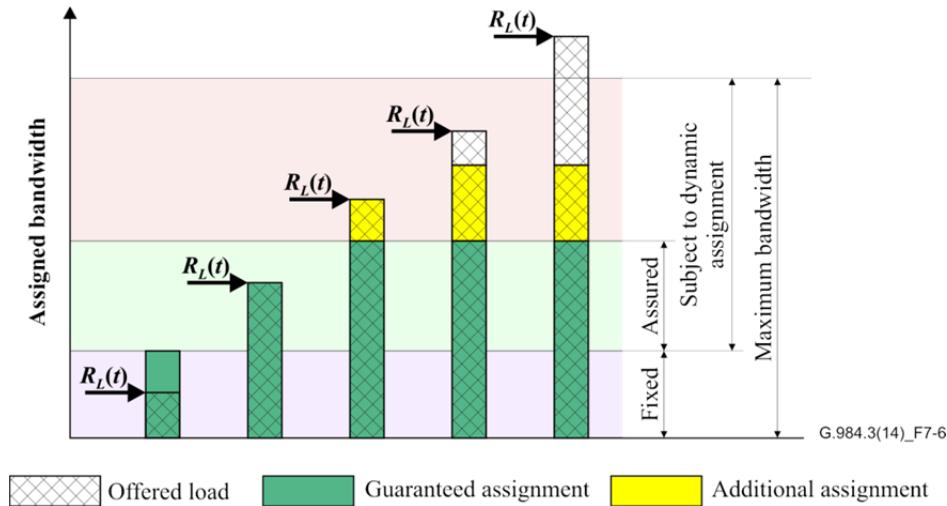 R_L(t)
R_L(t)
R_L(t)
R_L(t)
R_L(t)
Assigned bandwidth
Fixed
Assured
Subject to dynamic
assignment
Maximum bandwidth
G.984.3(14)_F7-6
Offered load
Guaranteed assignment
Additional assignment